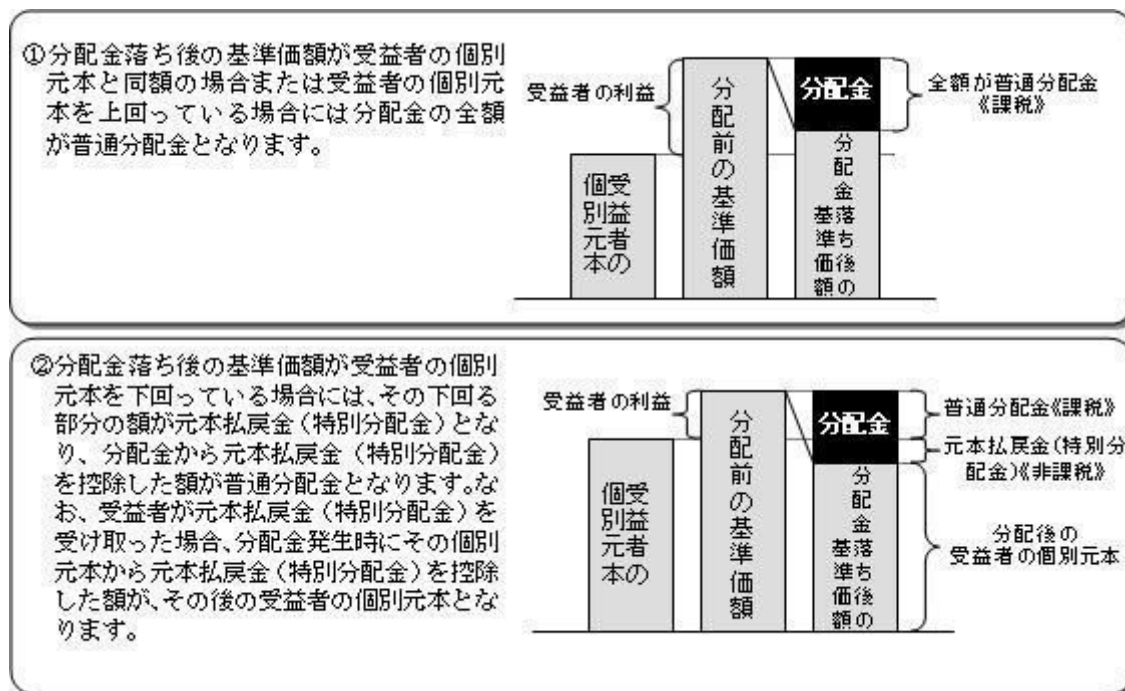 ①分配金落ち後の基準価額が受益者の個別
元本と同額の場合または受益者の個別元
本を上回っている場合には分配金の全額
が普通分配金となります。
受益者の利益
受益者の
個別元本
分配前の基準価額
分配金
分配金落ち後の
基準価額
全額が普通分配金
《課税》
②分配金落ち後の基準価額が受益者の個別
元本を下回っている場合には、その下回る
部分の額が元本払戻金(特別分配金)とな
り、分配金から元本払戻金(特別分配金)
を控除した額が普通分配金となります。な
お、受益者が元本払戻金(特別分配金)を
受け取った場合、分配金発生時にその個別
元本から元本払戻金(特別分配金)を控除
した額が、その後の受益者の個別元本とな
ります。
受益者の利益
受益者の
個別元本
分配前の基準価額
分配金
分配金落ち後の
基準価額
普通分配金《課税》
元本払戻金(特別分
配金)《非課税》
分配後の
受益者の個別元本